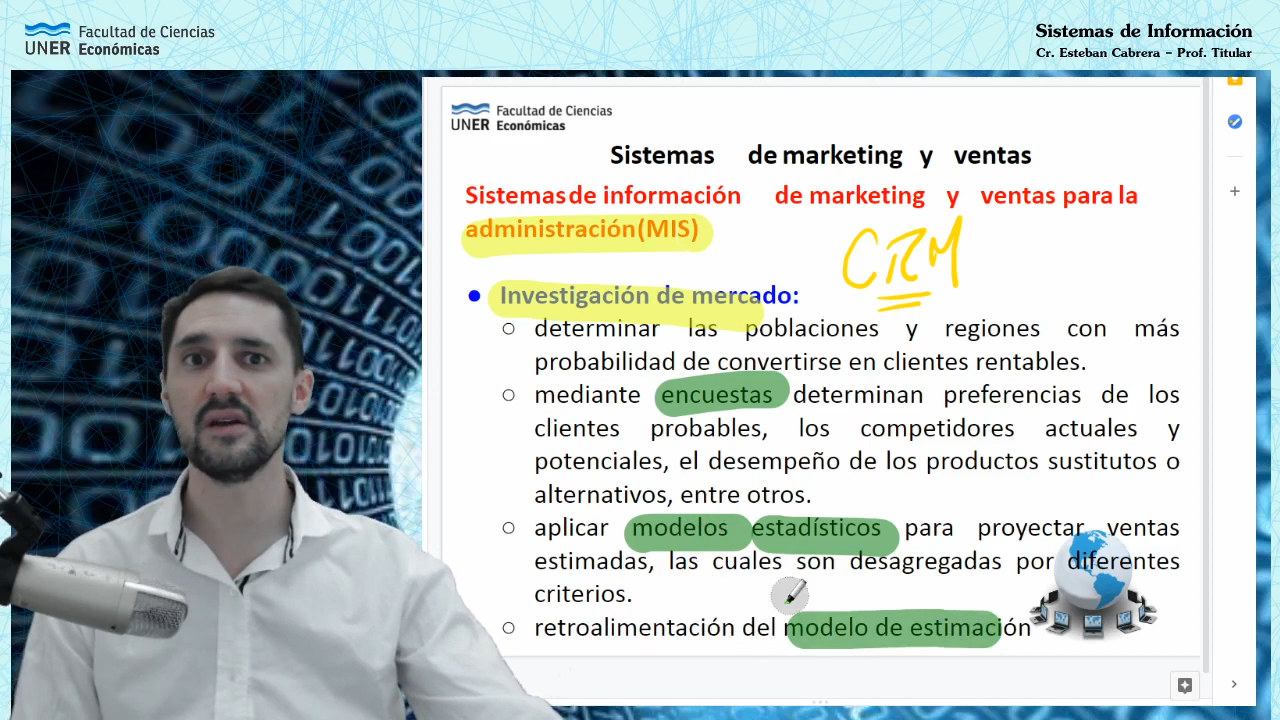 Facultad de Ciencias
UNER Económicas
Sistemas de Información
Cr. Esteban Cabrera - Prof. Titular
Facultad de Ciencias
UNER Económicas
Sistemas de marketing y ventas
Sistemas de información de marketing y ventas para la
administración (MIS)
CRM
Investigación de mercado:
determinar las poblaciones y regiones con más
probabilidad de convertirse en clientes rentables.
mediante encuestas determinan preferencias de los
clientes probables, los competidores actuales y
potenciales, el desempeño de los productos sustitutos o
alternativos, entre otros.
aplicar modelos estadísticos para proyectar ventas
estimadas, las cuales son desagregadas por diferentes
criterios.
retroalimentación del modelo de estimación